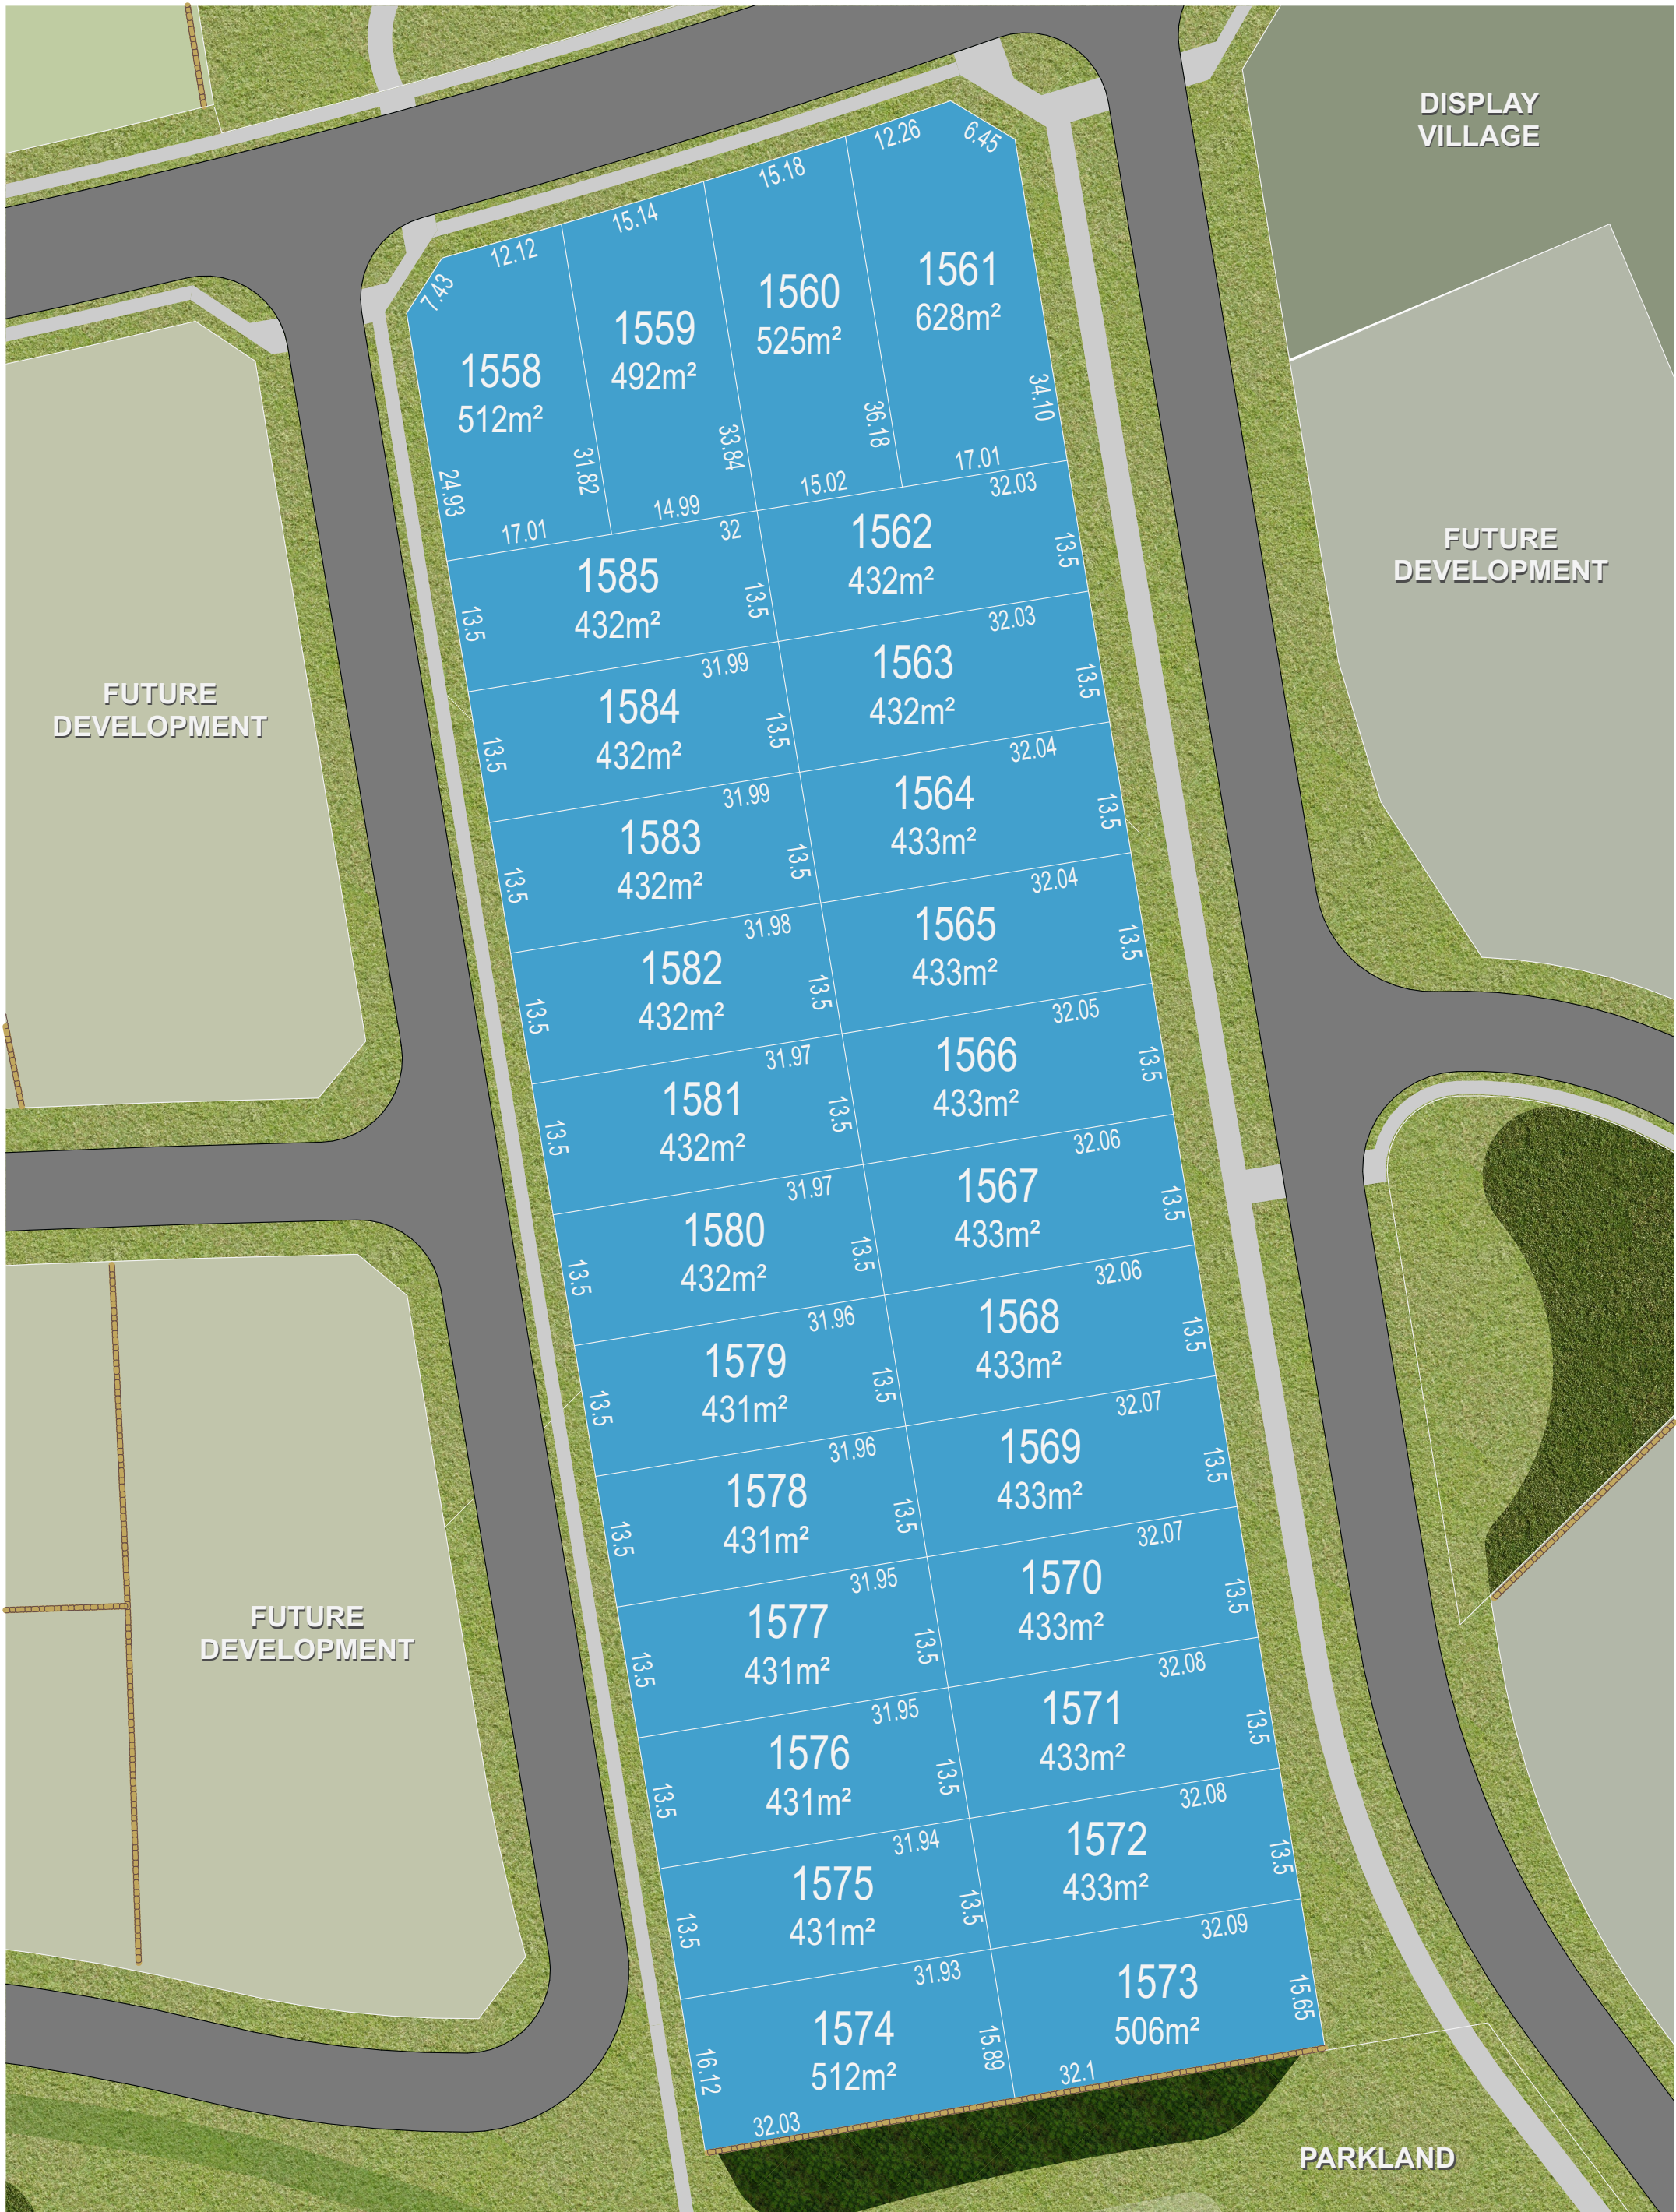 DISPLAY
VILLAGE
12.26
6.45
15.18
15.14
12.12
7.43
1561
628m²
1560
525m²
1559
492m²
1558
512m²
34.10
36.18
33.84
31.82
24.93
17.01
15.02
14.99
17.01
32.03
32
FUTURE
DEVELOPMENT
1562
432m²
13.5
1585
432m²
13.5
13.5
32.03
31.99
1563
432m²
13.5
FUTURE
DEVELOPMENT
1584
432m²
13.5
13.5
32.04
31.99
1564
433m²
13.5
1583
432m²
13.5
13.5
32.04
31.98
1565
433m²
13.5
1582
432m²
13.5
13.5
32.05
31.97
1566
433m²
13.5
1581
432m²
13.5
13.5
32.06
31.97
1567
433m²
13.5
1580
432m²
13.5
13.5
32.06
31.96
1568
433m²
13.5
1579
431m²
13.5
13.5
32.07
31.96
1569
433m²
13.5
1578
431m²
13.5
13.5
32.07
31.95
1570
433m²
13.5
FUTURE
DEVELOPMENT
1577
431m²
13.5
13.5
32.08
31.95
1571
433m²
13.5
1576
431m²
13.5
13.5
32.08
31.94
1572
433m²
13.5
1575
431m²
13.5
13.5
32.09
31.93
1573
506m²
15.65
1574
512m²
15.89
16.12
32.1
32.03
PARKLAND